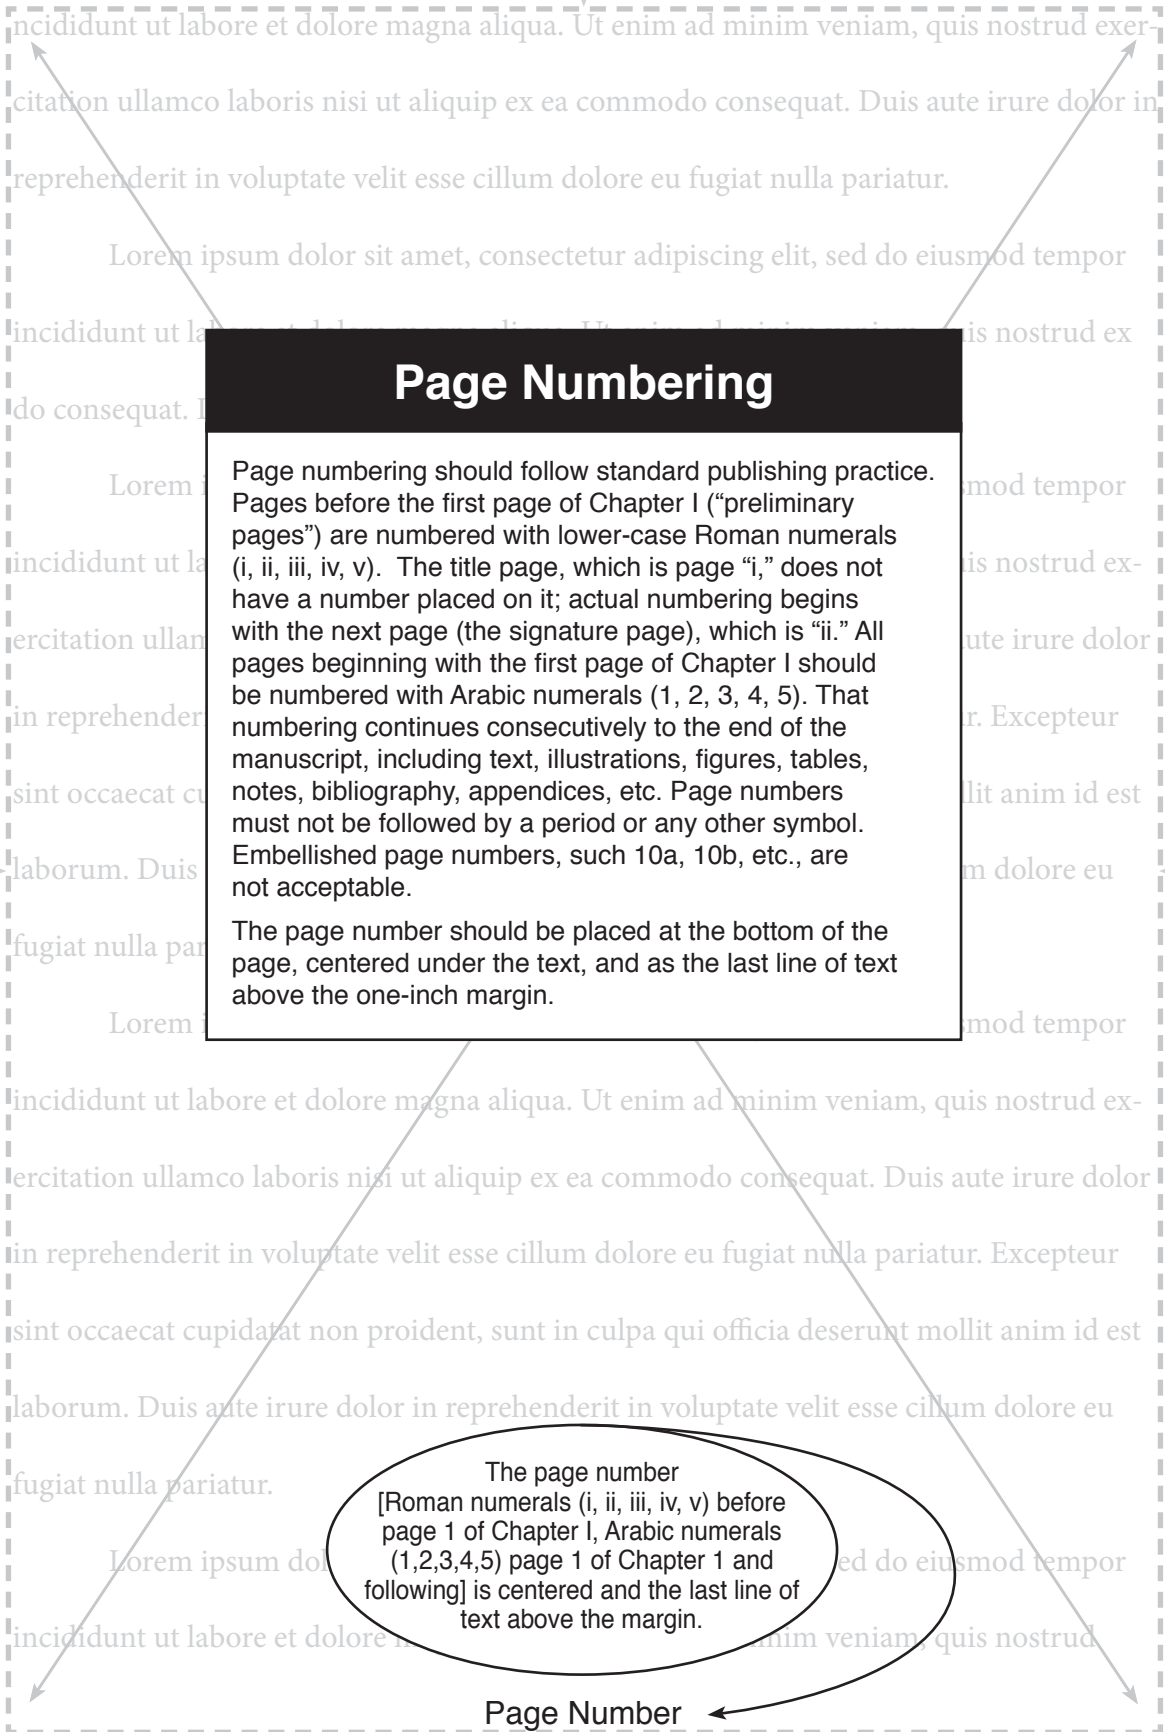 ncididunt ut labore et dolore magna aliqua. Ut enim ad minim veniam, quis nostrud exer-
citation ullamco laboris nisi ut aliquip ex ea commodo consequat. Duis aute irure dolor in
reprehenderit in voluptate velit esse cillum dolore eu fugiat nulla pariatur.
Lorem ipsum dolor sit amet, consectetur adipiscing elit, sed do eiusmod tempor
incididunt ut is nostrud ex
do consequat.
Page Numbering
Page numbering should follow standard publishing practice.
Pages before the first page of Chapter I (“preliminary
pages”) are numbered with lower-case Roman numerals
(i, ii, iii, iv, v).  The title page, which is page “i,” does not
have a number placed on it; actual numbering begins
with the next page (the signature page), which is “ii.” All
pages beginning with the first page of Chapter I should
be numbered with Arabic numerals (1, 2, 3, 4, 5). That
numbering continues consecutively to the end of the
manuscript, including text, illustrations, figures, tables,
notes, bibliography, appendices, etc. Page numbers
must not be followed by a period or any other symbol.
Embellished page numbers, such 10a, 10b, etc., are
not acceptable.
The page number should be placed at the bottom of the
page, centered under the text, and as the last line of text
above the one-inch margin.
Lorem smod tempor
incididunt ut is nostrud ex-
ercitation ute irure dolor
in r. Excepteur
sint occaecat llit anim id est
laborum. Duis m dolore eu
fugiat nulla
Lorem smod tempor
incididunt ut labore et dolore magna aliqua. Ut enim ad minim veniam, quis nostrud ex-
ercitation ullamco laboris nisi ut aliquip ex ea commodo consequat. Duis aute irure dolor
in reprehenderit in voluptate velit esse cillum dolore eu fugiat nulla pariatur. Excepteur
sint occaecat cupidatat non proident, sunt in culpa qui officia deserunt mollit anim id est
laborum. Duis aute irure dolor in reprehenderit in voluptate velit esse cillum dolore eu
fugiat nulla pariatur.
Lorem ipsum ed do eiusmod tempor
incididunt ut labore et dolore veniam, quis nostrud
The page number
[Roman numerals (i, ii, iii, iv, v) before
page 1 of Chapter I, Arabic numerals
(1,2,3,4,5) page 1 of Chapter 1 and
following] is centered and the last line of
text above the margin.
Page Number